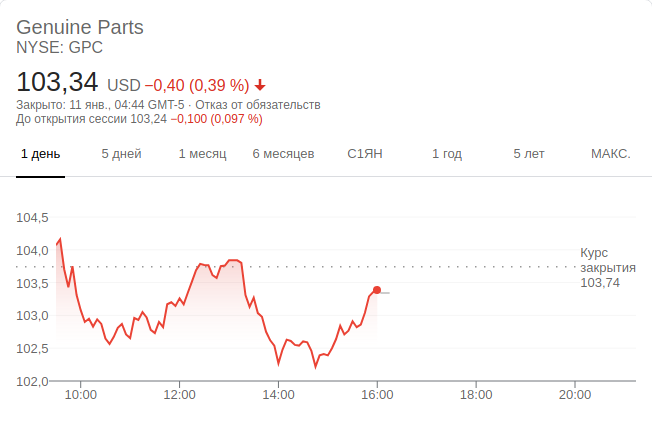 Genuine Parts
NYSE: GPC
103,34 USD −0,40 (0,39 %)
Закрыто: 11 янв., 04:44 GMT-5 · Отказ от обязательств
До открытия сессии 103,24 −0,100 (0,097 %)
1 день 5 дней 1 месяц 6 месяцев С1ЯН 1 год 5 лет МАКС.
104,5
104,0
Курс
закрытия
103,74
103,5
103,0
102,5
102,0
10:00 12:00 14:00 16:00 18:00 20:00